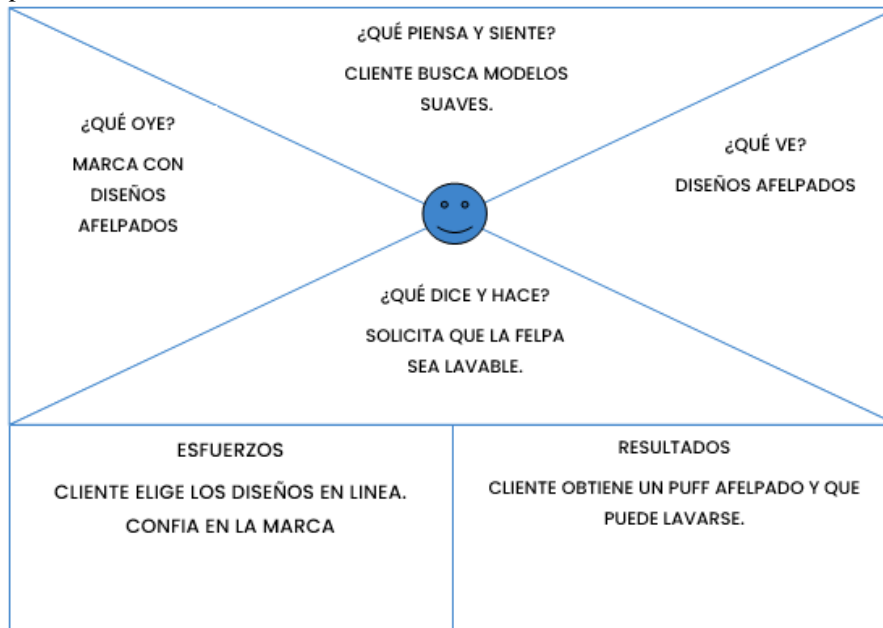 ¿QUÉ PIENSA Y SIENTE?
CLIENTE BUSCA MODELOS
SUAVES.
¿QUÉ OYE?
MARCA CON
DISEÑOS
AFELPADOS
¿QUÉ VE?
DISEÑOS AFELPADOS
¿QUÉ DICE Y HACE?
SOLICITA QUE LA FELPA
SEA LAVABLE.
ESFUERZOS
CLIENTE ELIGE LOS DISEÑOS EN LINEA.
CONFIA EN LA MARCA
RESULTADOS
CLIENTE OBTIENE UN PUFF AFELPADO Y QUE
PUEDE LAVARSE.